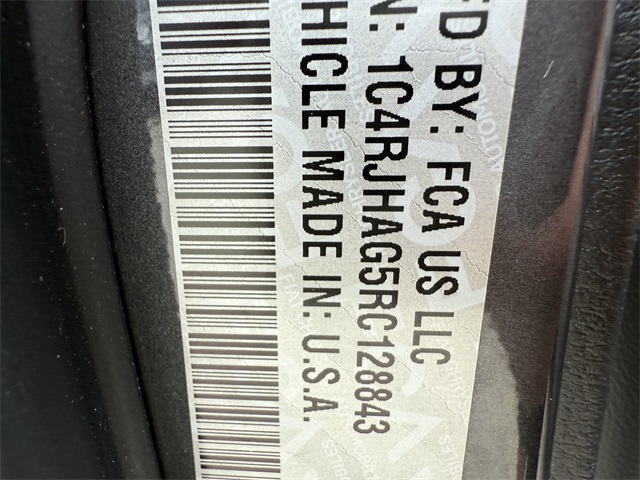 ED BY: FCA US LLC
N: 1C4RJHAG5RC128843
HICLE MADE IN: U.S.A.